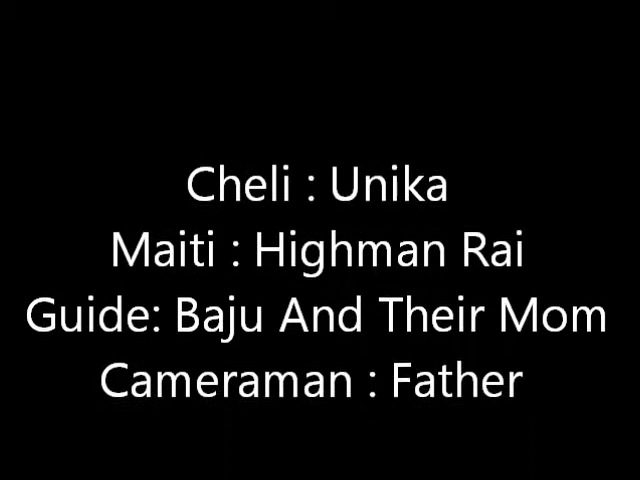 Cheli : Unika
Maiti : Highman Rai
Guide: Baju And Their Mom
Cameraman : Father